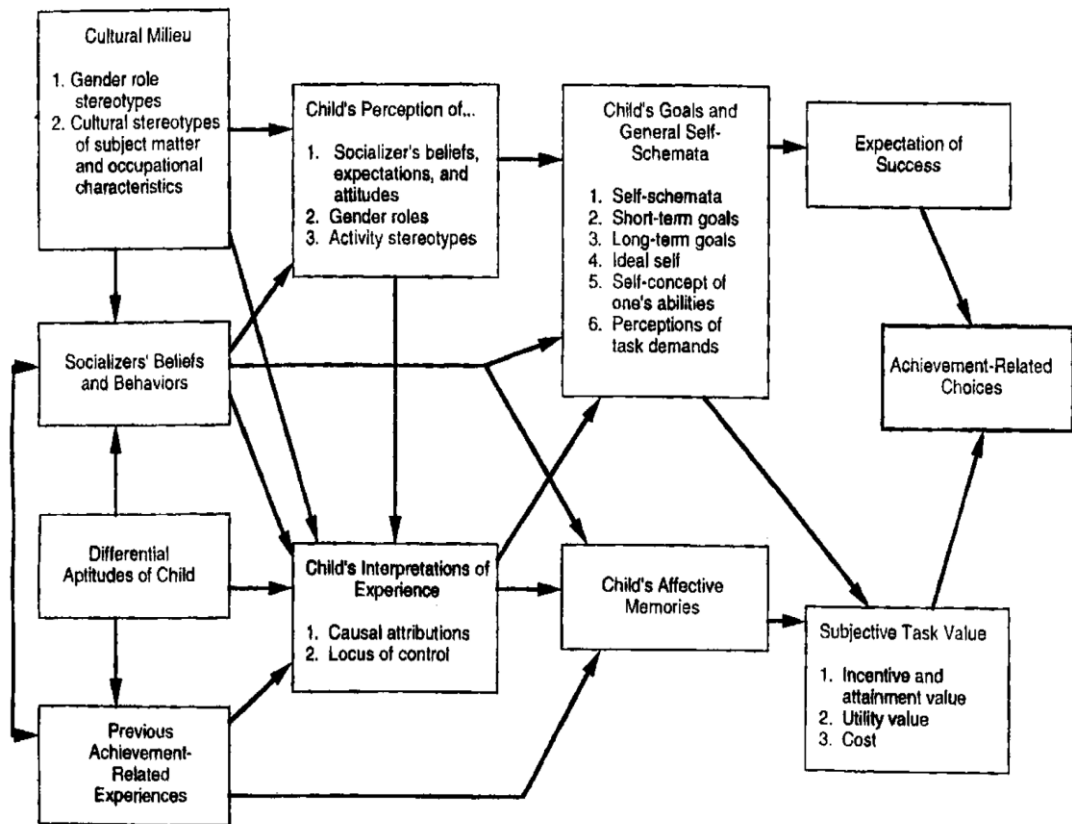 Cultural Milieu
1. Gender role
stereotypes
2. Cultural stereotypes
of subject matter
and occupational
characteristics
Socializers' Beliefs
and Behaviors
Differential
Aptitudes of Child
Previous
Achievement-
Related
Experiences
Child's Perception of...
1. Socializer's beliefs,
expectations, and
attitudes
2. Gender roles
3. Activity stereotypes
Child's Interpretations of
Experience
1. Causal attributions
2. Locus of control
Child's Goals and
General Self-
Schemata
1. Self-schemata
2. Short-term goals
3. Long-term goals
4. Ideal self
5. Self-concept of
one's abilities
6. Perceptions of
task demands
Child's Affective
Memories
Expectation of
Success
Achievement-Related
Choices
Subjective Task Value
1. Incentive and
attainment value
2. Utility value
3. Cost